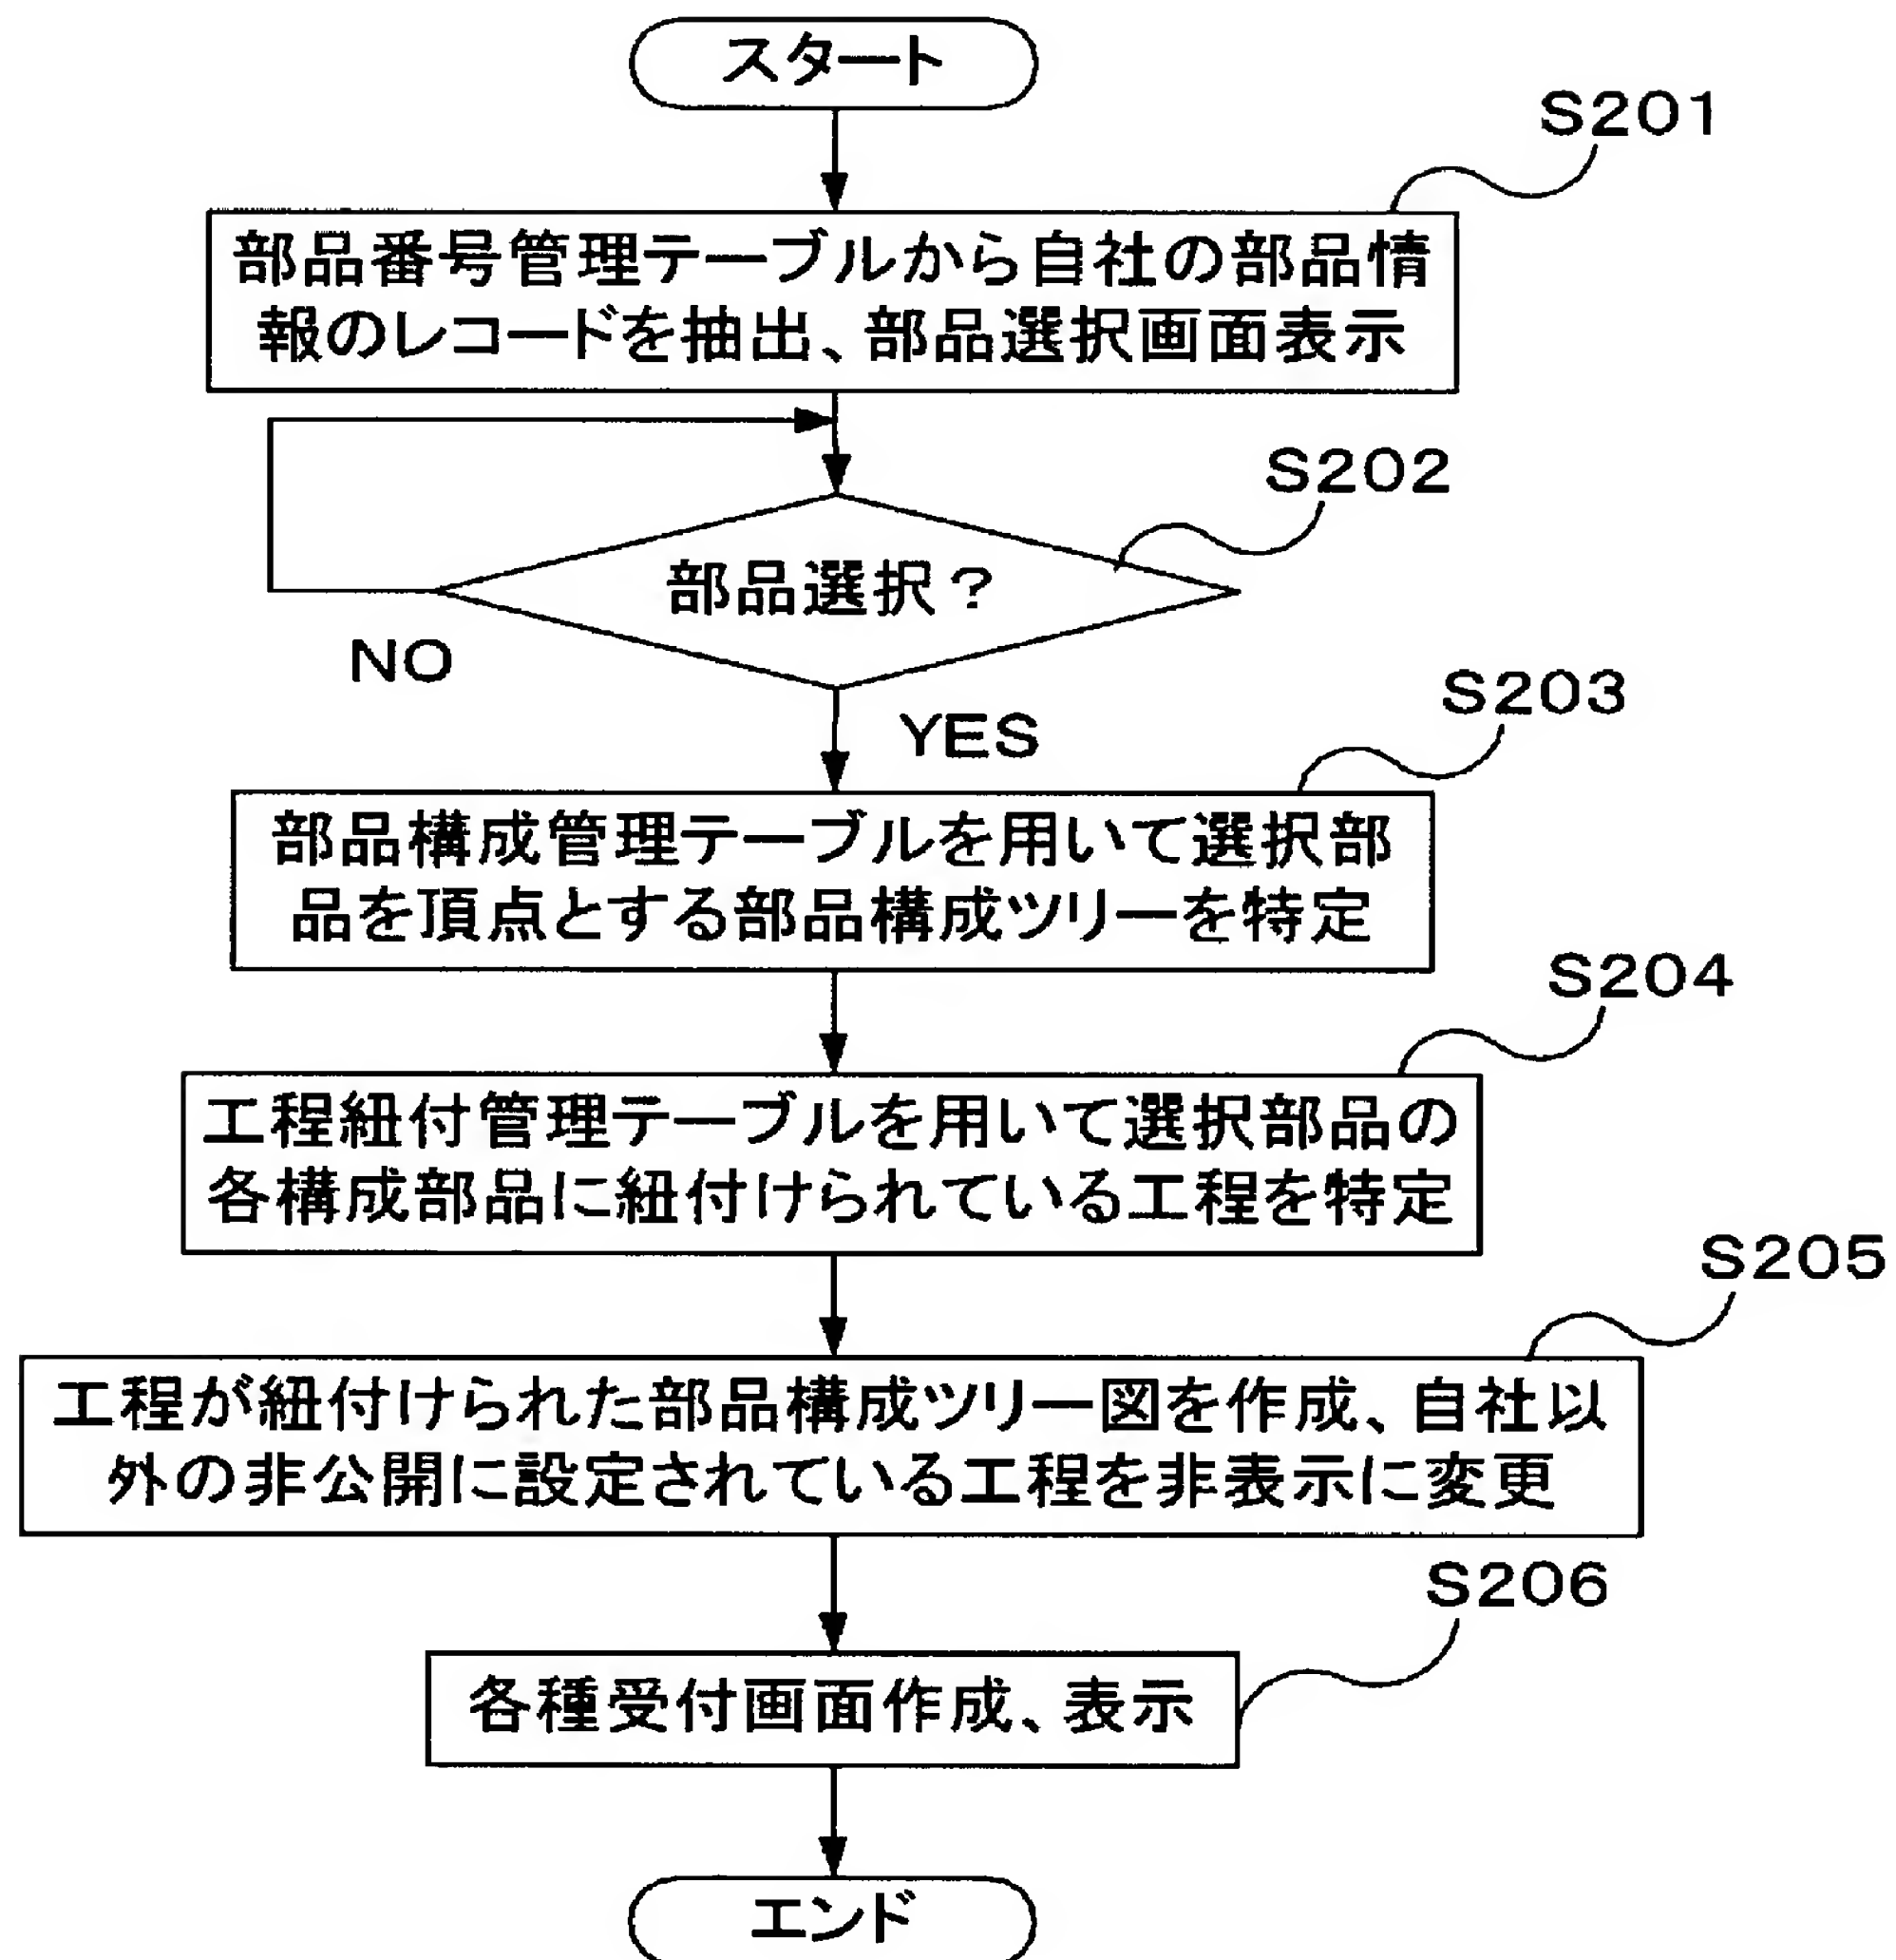 スタート
S201
部品番号管理テーブルから自社の部品情
報のレコードを抽出、部品選択画面表示
S202
部品選択？
NO
YES
S203
部品構成管理テーブルを用いて選択部
品を頂点とする部品構成ツリーを特定
S204
工程紐付管理テーブルを用いて選択部品の
各構成部品に紐付けられている工程を特定
S205
工程が紐付けられた部品構成ツリー図を作成、自社以
外の非公開に設定されている工程を非表示に変更
S206
各種受付画面作成、表示
エンド